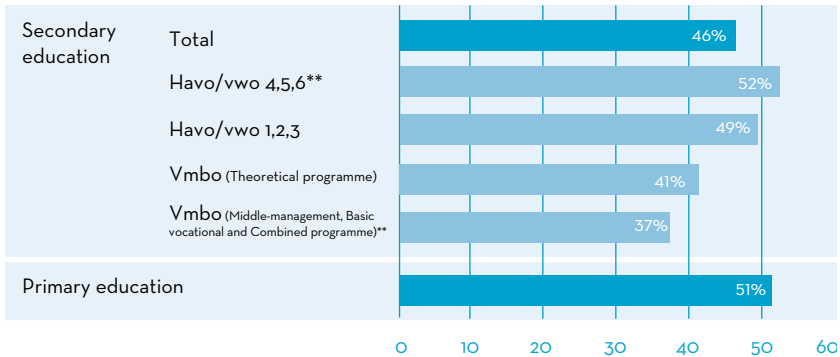 Secondary
education
Total
46%
Havo/vwo 4,5,6**
52%
Havo/vwo 1,2,3
49%
Vmbo (Theoretical programme)
41%
Vmbo (Middle-management, Basic
vocational and Combined programme)**
37%
Primary education
51%
0 10 20 30 40 50 60